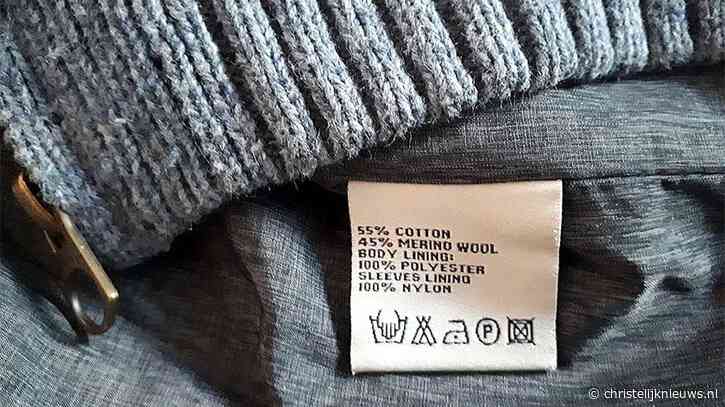 55% COTTON
45% MERINO WOOL
BODY LINING:
100% POLYESTER
SLEEVES LINING
100% NYLON
P
© christelijknieuws.nl